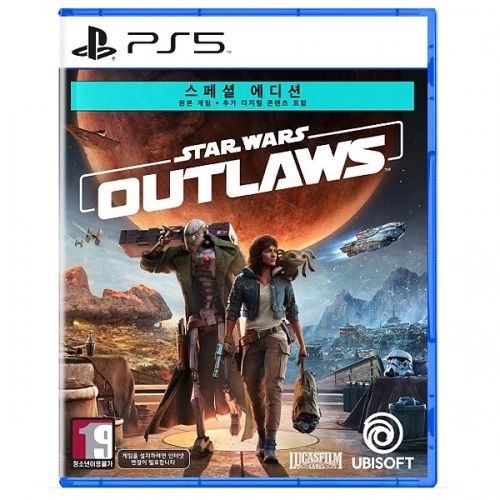 PS5
스페셜 에디션
원본 게임 + 추가 디지털 콘텐츠 포함
STAR WARS
OUTLAWS™
19
청소년이용불가
게임을 설치하려면 인터넷
연결이 필요합니다
LUCASFILM
GAMES
UBISOFT